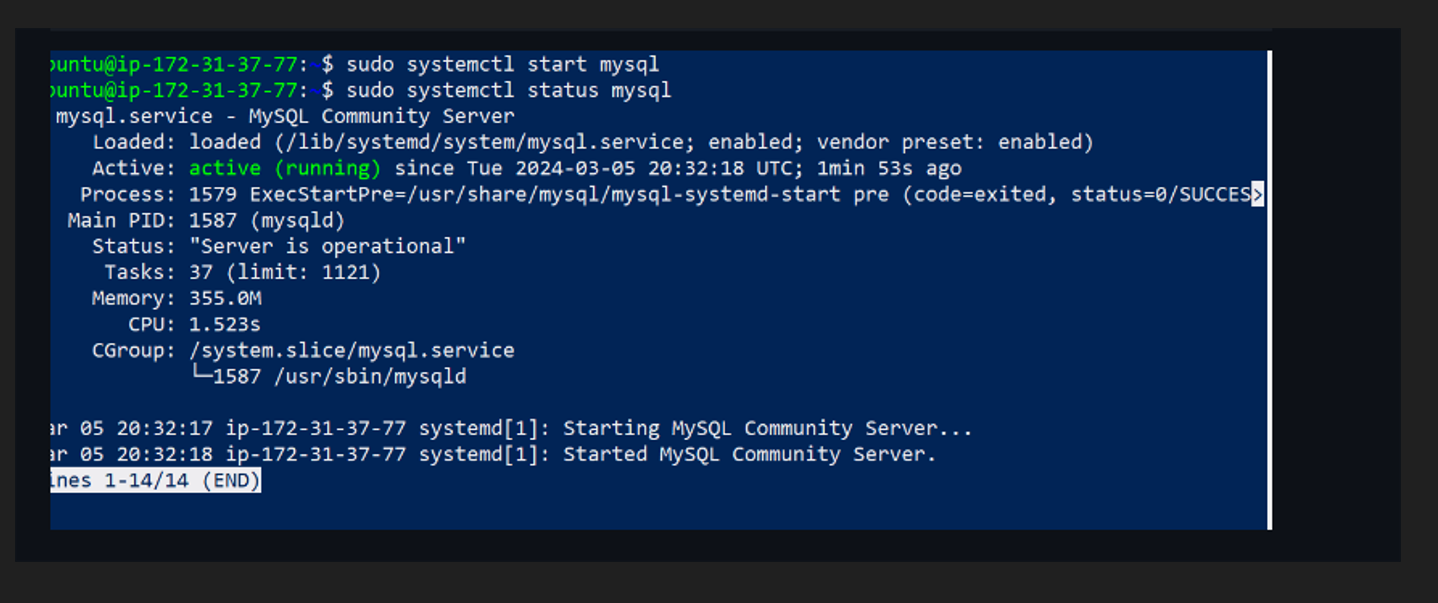 buntu@ip-172-31-37-77:~$ sudo systemctl start mysql
buntu@ip-172-31-37-77:~$ sudo systemctl status mysql
mysql.service - MySQL Community Server
Loaded: loaded (/lib/systemd/system/mysql.service; enabled; vendor preset: enabled)
Active: active (running) since Tue 2024-03-05 20:32:18 UTC; 1min 53s ago
Process: 1579 ExecStartPre=/usr/share/mysql/mysql-systemd-start pre (code=exited, status=0/SUCCES>
Main PID: 1587 (mysqld)
Status: "Server is operational"
Tasks: 37 (limit: 1121)
Memory: 355.0M
CPU: 1.523s
CGroup: /system.slice/mysql.service
└─1587 /usr/sbin/mysqld
ar 05 20:32:17 ip-172-31-37-77 systemd[1]: Starting MySQL Community Server...
ar 05 20:32:18 ip-172-31-37-77 systemd[1]: Started MySQL Community Server.
ines 1-14/14 (END)